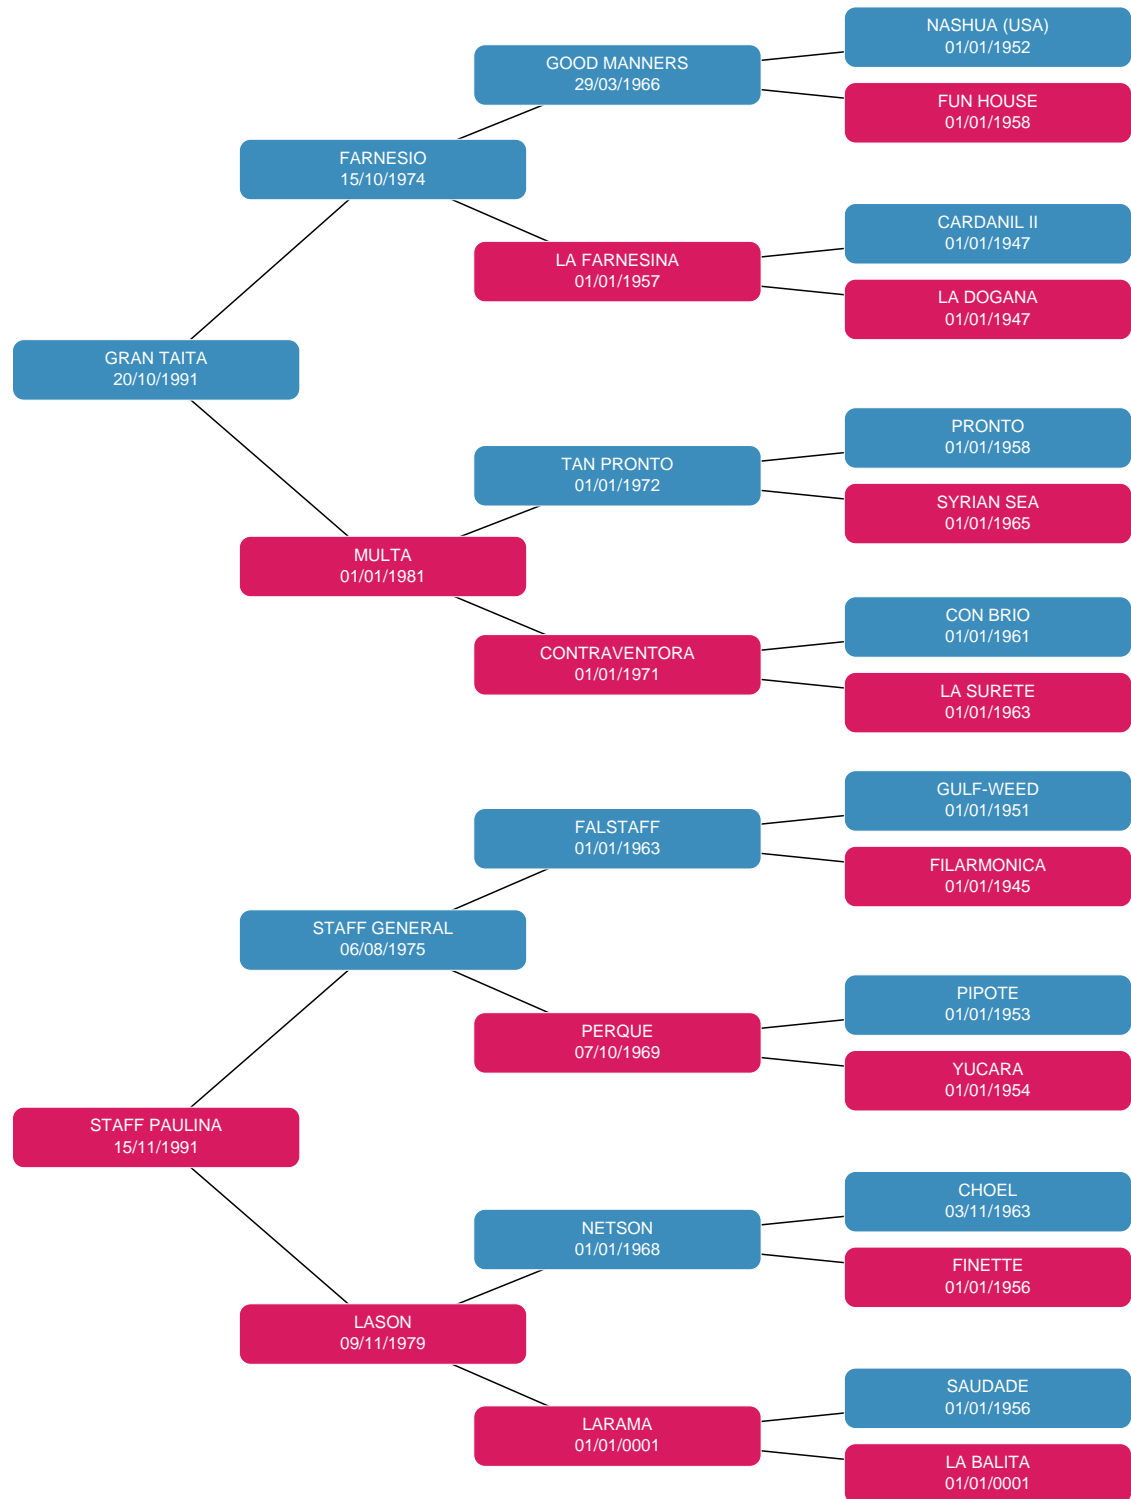 NASHUA (USA)
01/01/1952
GOOD MANNERS
29/03/1966
FUN HOUSE
01/01/1958
FARNESIO
15/10/1974
CARDANIL II
01/01/1947
LA FARNESINA
01/01/1957
LA DOGANA
01/01/1947
GRAN TAITA
20/10/1991
PRONTO
01/01/1958
TAN PRONTO
01/01/1972
SYRIAN SEA
01/01/1965
MULTA
01/01/1981
CON BRIO
01/01/1961
CONTRAVENTORA
01/01/1971
LA SURETE
01/01/1963
GULF-WEED
01/01/1951
FALSTAFF
01/01/1963
FILARMONICA
01/01/1945
STAFF GENERAL
06/08/1975
PIPOTE
01/01/1953
PERQUE
07/10/1969
YUCARA
01/01/1954
STAFF PAULINA
15/11/1991
CHOEL
03/11/1963
NETSON
01/01/1968
FINETTE
01/01/1956
LASON
09/11/1979
SAUDADE
01/01/1956
LARAMA
01/01/0001
LA BALITA
01/01/0001